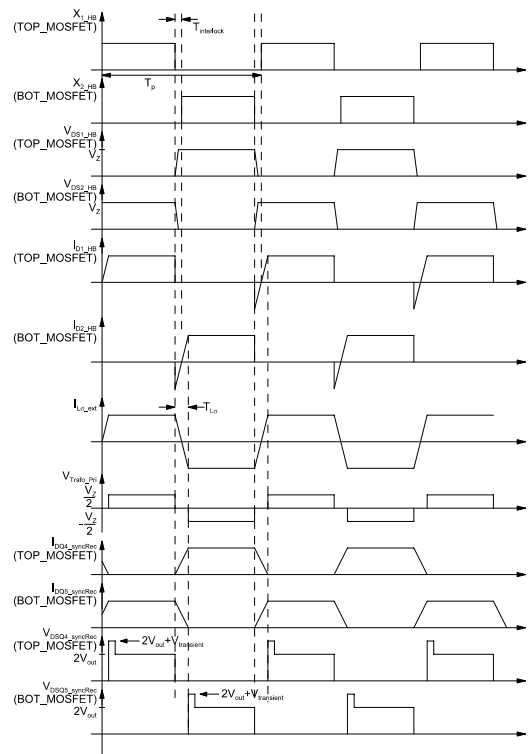 X1_HB
(TOP_MOSFET)
Tinterlock
Tp
X2_HB
(BOT_MOSFET)
VDS1_HB
(TOP_MOSFET)
VZ
VDS2_HB
(BOT_MOSFET)
VZ
ID1_HB
(TOP_MOSFET)
ID2_HB
(BOT_MOSFET)
ILσ_ext
TLσ
VTrafo_Pri
VZ
2
-VZ
2
IDQ4_syncRec
(TOP_MOSFET)
IDQ5_syncRec
(BOT_MOSFET)
VDSQ4_syncRec
(TOP_MOSFET)
2Vout+Vtransient
2Vout
VDSQ5_syncRec
(BOT_MOSFET)
2Vout+Vtransient
2Vout